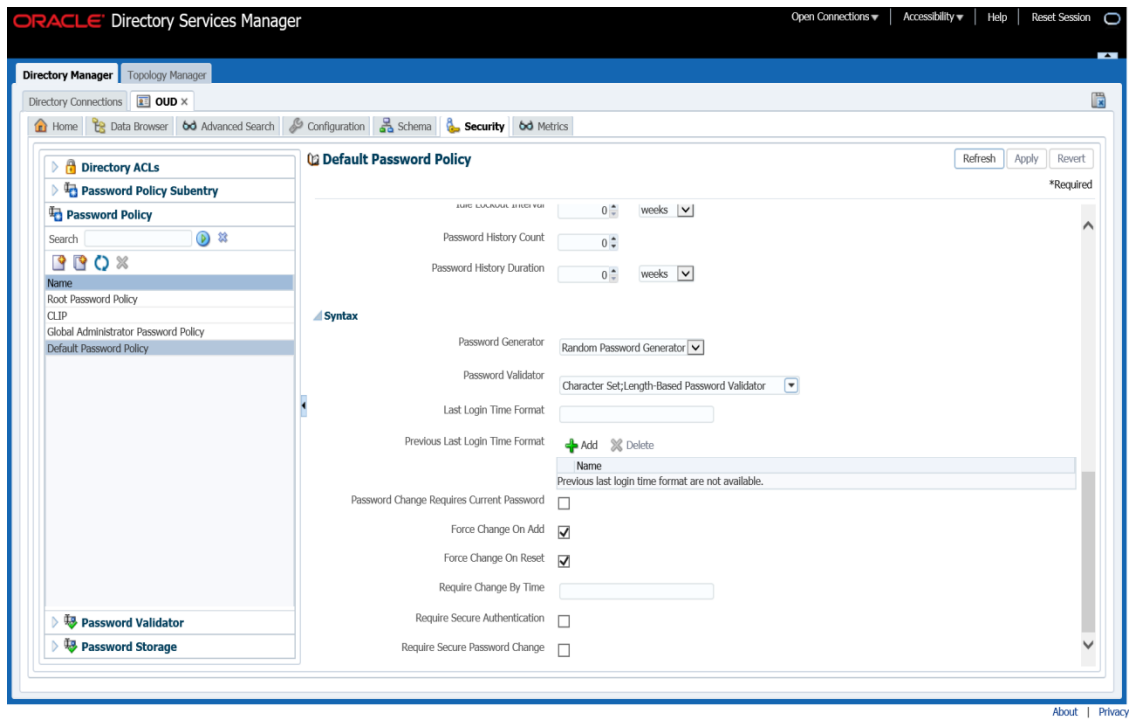 ORACLE Directory Services Manager
Open Connections | Accessibility | Help | Reset Session
Directory Manager Topology Manager
Directory Connections OUD
Home Data Browser Advanced Search Configuration Schema Security Metrics
Directory ACLs
Password Policy Subentry
Password Policy
Search
Name
Root Password Policy
CLIP
Global Administrator Password Policy
Default Password Policy
Password Validator
Password Storage
Default Password Policy
Refresh Apply Revert
*Required
Idle Lockout Interval 0 weeks
Password History Count 0
Password History Duration 0 weeks
Syntax
Password Generator Random Password Generator
Password Validator Character Set;Length-Based Password Validator
Last Login Time Format
Previous Last Login Time Format Add Delete
Name
Previous last login time format are not available.
Password Change Requires Current Password
Force Change On Add
Force Change On Reset
Require Change By Time
Require Secure Authentication
Require Secure Password Change
About | Privacy